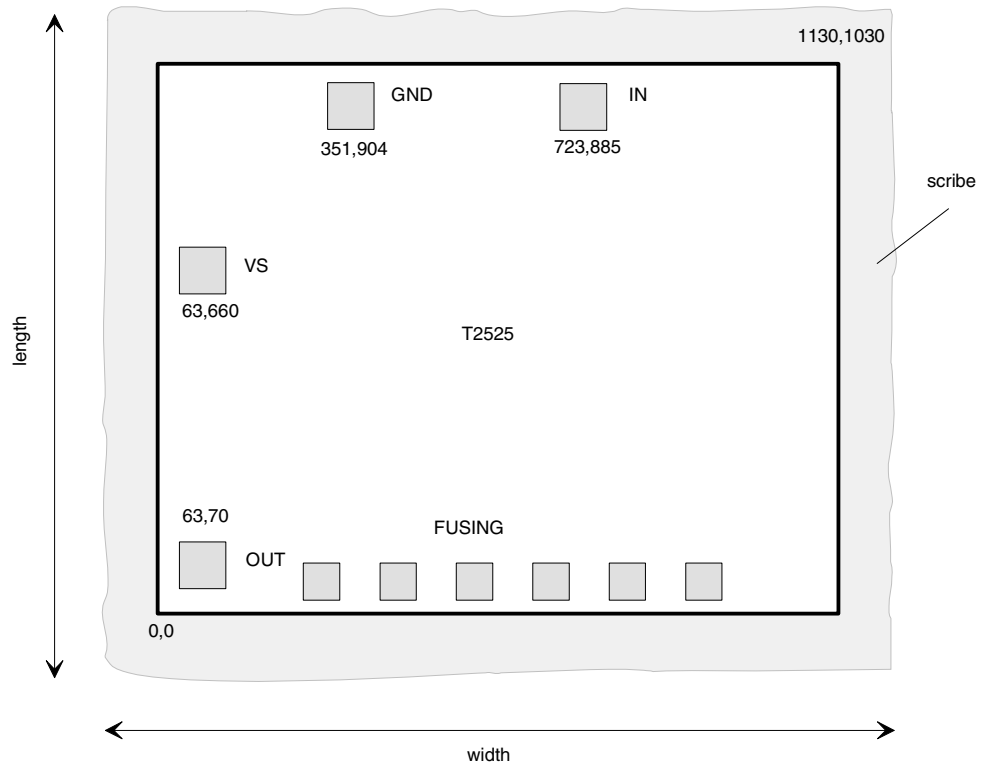 1130,1030
GND
IN
351,904
723,885
scribe
VS
63,660
length
T2525
63,70
FUSING
OUT
0,0
width